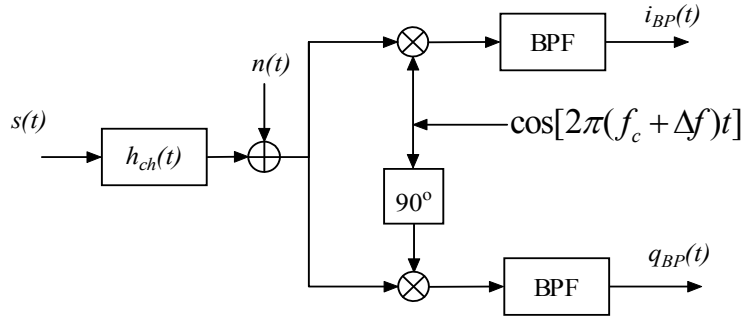 i_BP(t)
BPF
n(t)
s(t)
cos[2π(f_c + Δf)t]
h_ch(t)
90°
q_BP(t)
BPF